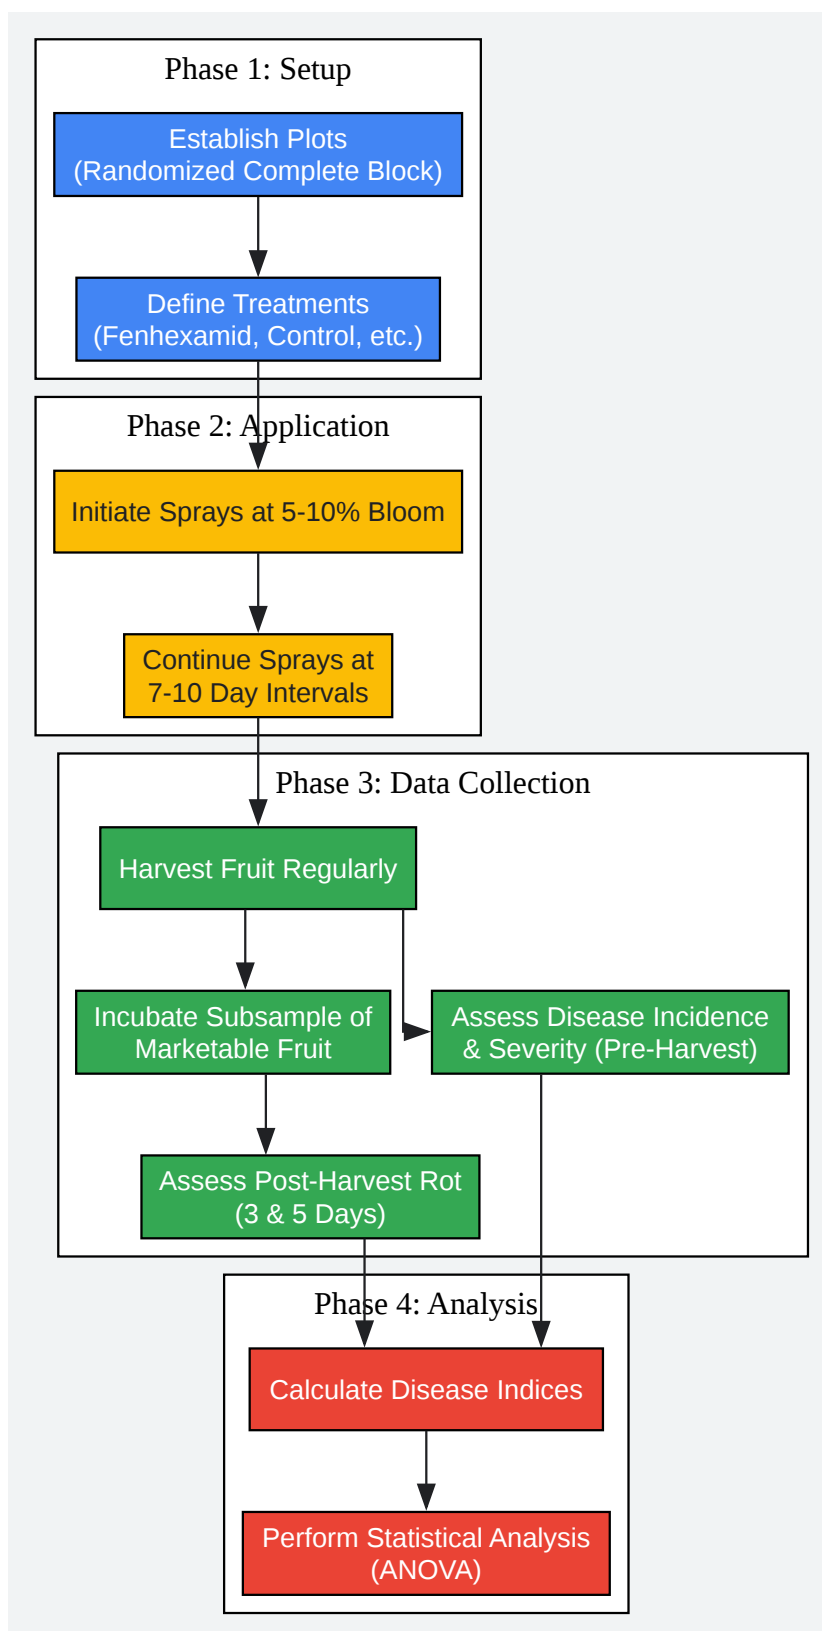 Phase 1: Setup
Establish Plots
(Randomized Complete Block)
Define Treatments
(Fenhexamid, Control, etc.)
Phase 2: Application
Initiate Sprays at 5-10% Bloom
Continue Sprays at
7-10 Day Intervals
Phase 3: Data Collection
Harvest Fruit Regularly
Incubate Subsample of
Marketable Fruit
Assess Disease Incidence
& Severity (Pre-Harvest)
Assess Post-Harvest Rot
(3 & 5 Days)
Phase 4: Analysis
Calculate Disease Indices
Perform Statistical Analysis
(ANOVA)